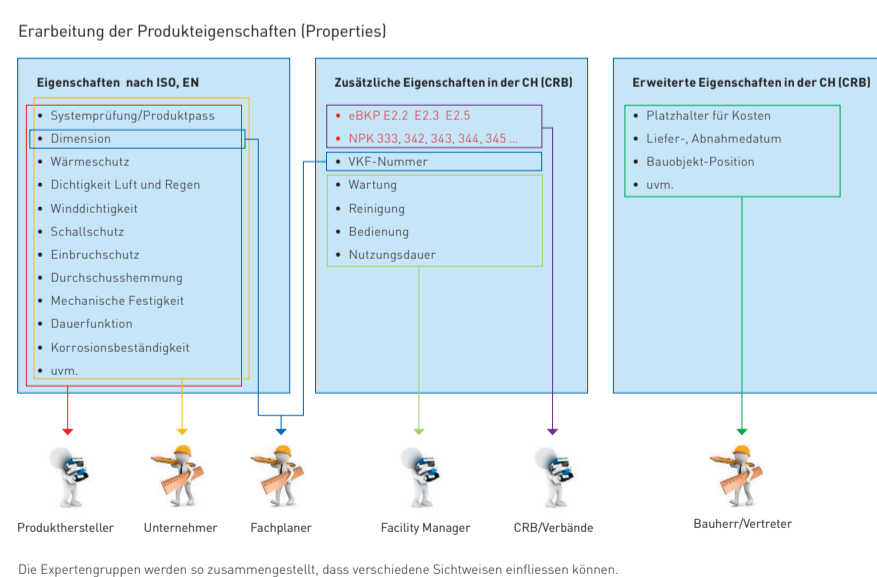 Erarbeitung der Produkteigenschaften (Properties)
Eigenschaften nach ISO, EN
• Systemprüfung/Produktpass
• Dimension
• Wärmeschutz
• Dichtigkeit Luft und Regen
• Winddichtigkeit
• Schallschutz
• Einbruchschutz
• Durchschusshemmung
• Mechanische Festigkeit
• Dauerfunktion
• Korrosionsbeständigkeit
• uvm.
Zusätzliche Eigenschaften in der CH (CRB)
• eBKP E2.2 E2.3 E2.5
• NPK 333, 342, 343, 344, 345 ...
• VKF-Nummer
• Wartung
• Reinigung
• Bedienung
• Nutzungsdauer
Erweiterte Eigenschaften in der CH (CRB)
• Platzhalter für Kosten
• Liefer-, Abnahmedatum
• Bauobjekt-Position
• uvm.
Produkthersteller
Unternehmer
Fachplaner
Facility Manager
CRB/Verbände
Bauherr/Vertreter
Die Expertengruppen werden so zusammengestellt, dass verschiedene Sichtweisen einfliessen können.